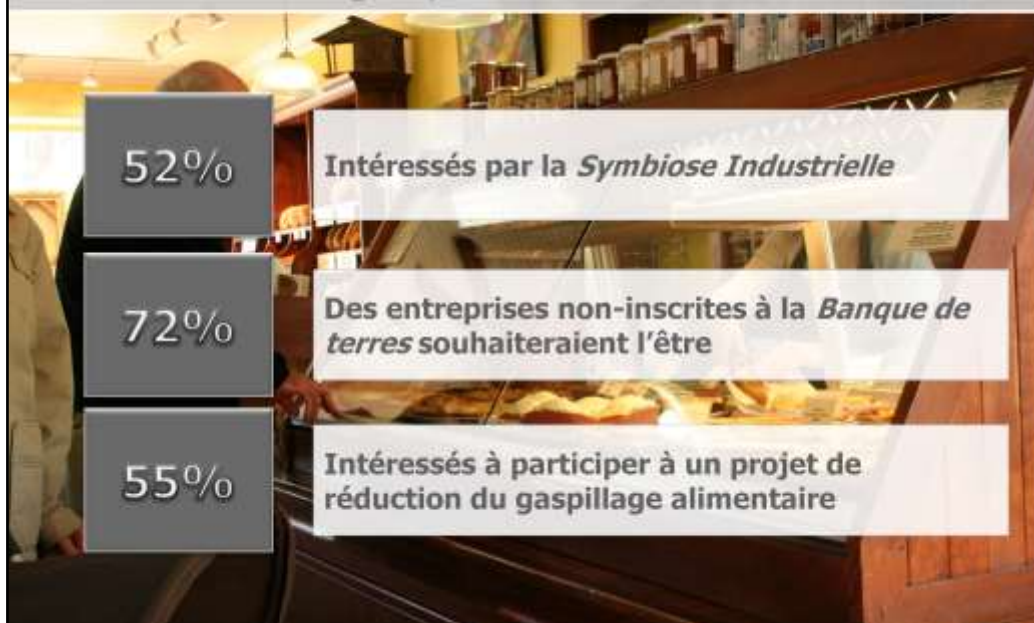 52%
Intéressés par la Symbiose Industrielle
72%
Des entreprises non-inscrites à la Banque de
terres souhaiteraient l'être
55%
Intéressés à participer à un projet de
réduction du gaspillage alimentaire